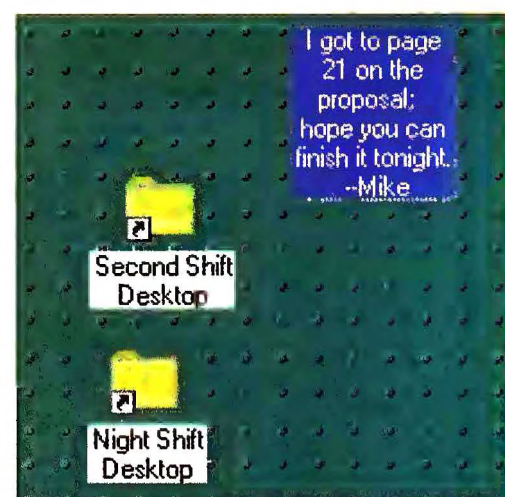 I got to page
21 on the
proposal;
hope you can
finish it tonight.
--Mike
Second Shift
Desktop
Night Shift
Desktop